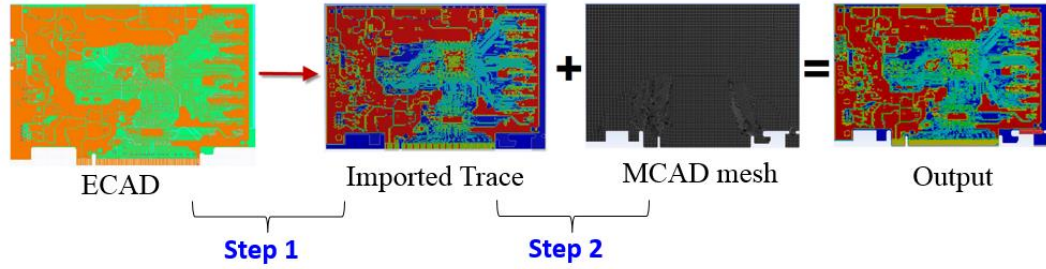 + =
ECAD Imported Trace MCAD mesh Output
Step 1 Step 2